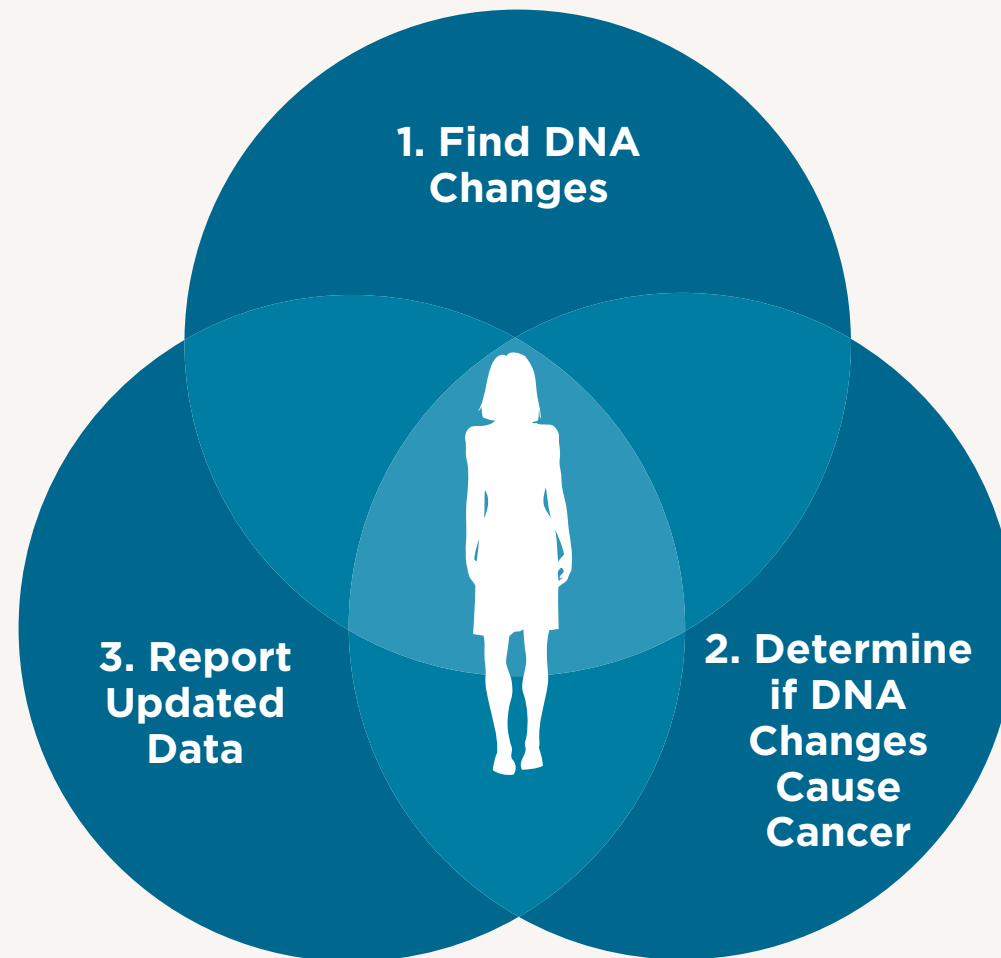 1. Find DNA
Changes
2. Determine
if DNA
Changes
Cause
Cancer
3. Report
Updated
Data